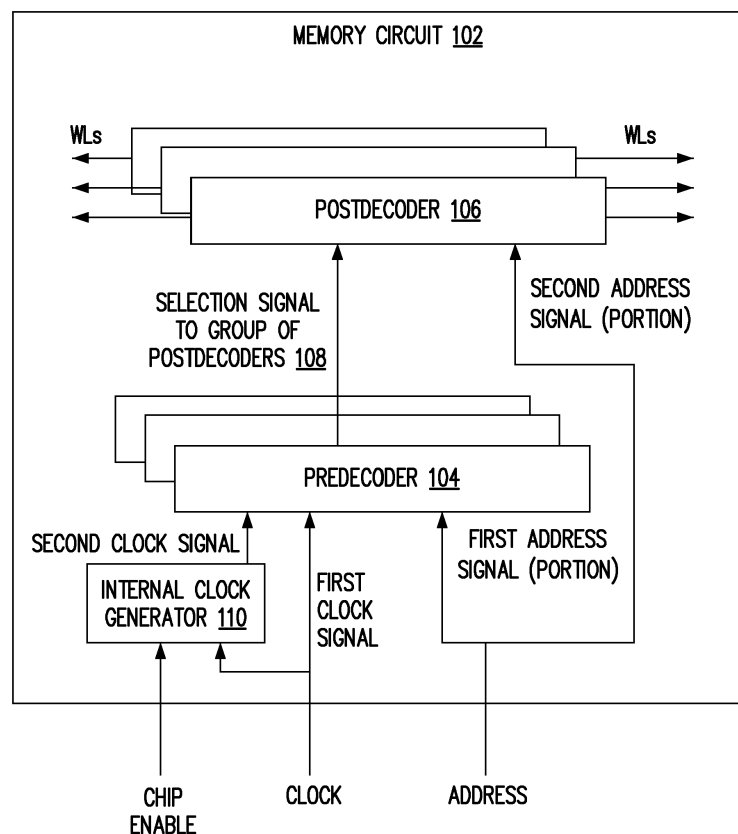 MEMORY CIRCUIT 102
WLs
WLs
POSTDECODER 106
SELECTION SIGNAL
TO GROUP OF
POSTDECODERS 108
SECOND ADDRESS
SIGNAL (PORTION)
PREDECODER 104
SECOND CLOCK SIGNAL
FIRST ADDRESS
SIGNAL (PORTION)
INTERNAL CLOCK
GENERATOR 110
FIRST
CLOCK
SIGNAL
CHIP
ENABLE
CLOCK
ADDRESS